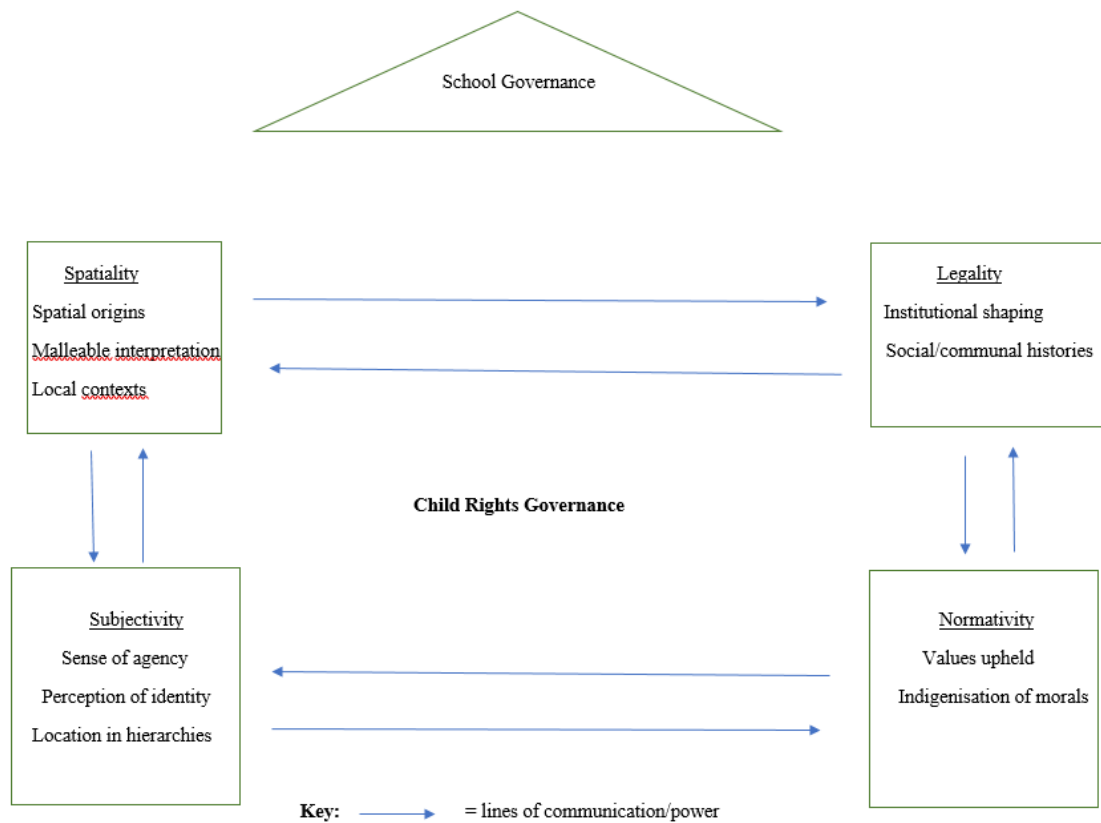 School Governance
Spatiality
Spatial origins
Malleable interpretation
Local contexts
Legality
Institutional shaping
Social/communal histories
Child Rights Governance
Subjectivity
Sense of agency
Perception of identity
Location in hierarchies
Normativity
Values upheld
Indigenisation of morals
Key: = lines of communication/power